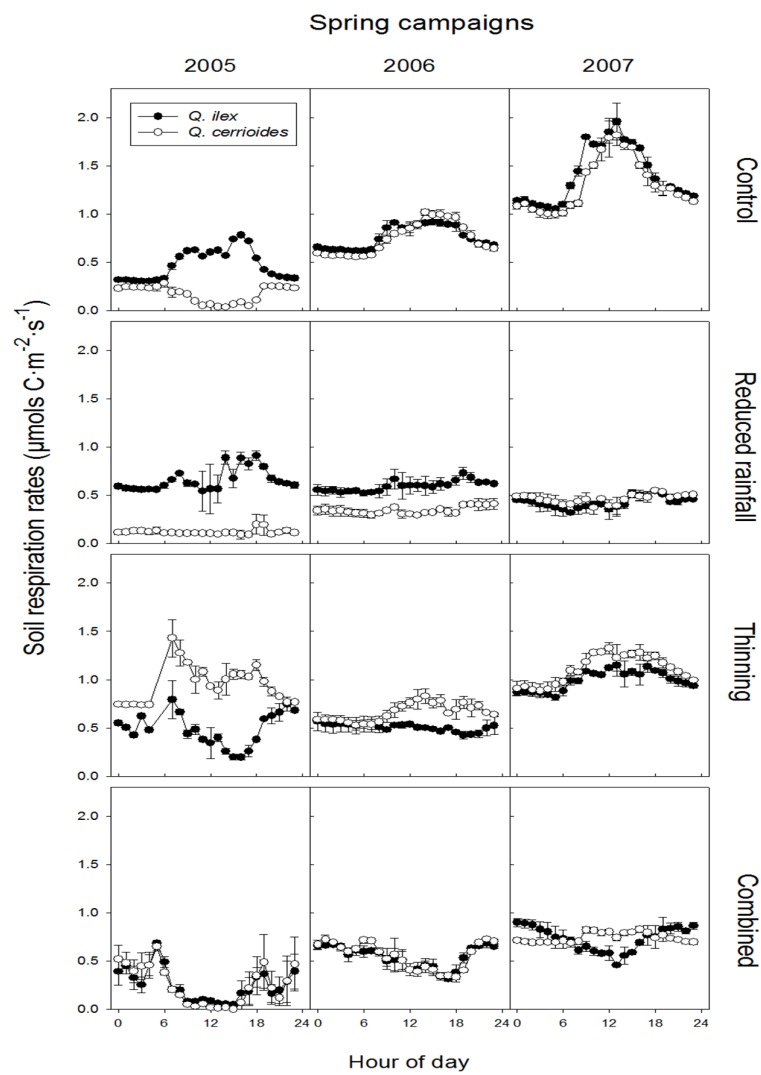 Spring campaigns
2005 2006 2007
Q. ilex
Q. cerrioides
2.0
1.5
1.0
0.5
0.0
Control
2.0
1.5
1.0
0.5
0.0
Reduced rainfall
2.0
1.5
1.0
0.5
0.0
Thinning
2.0
1.5
1.0
0.5
0.0
Combined
Soil respiration rates (µmols C·m⁻²·s⁻¹)
0 6 12 18 24 0 6 12 18 24 0 6 12 18 24
Hour of day